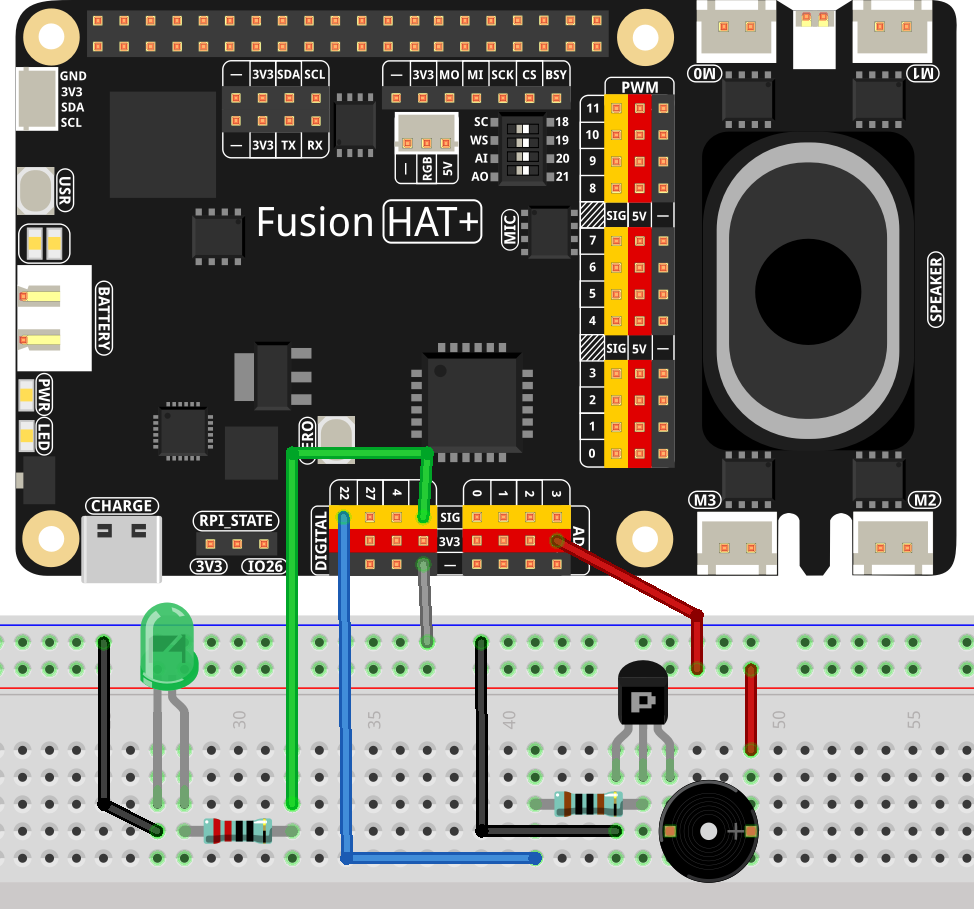 GND
3V3
SDA
SCL
— 3V3 SDA SCL
— 3V3 TX RX
— 3V3 MO MI SCK CS BSY
— RGB 5V
SC 18
WS 19
AI 20
AO 21
PWM
11
10
9
8
SIG 5V —
7
6
5
4
SIG 5V —
3
2
1
0
M0
M1
USR
Fusion HAT+
MIC
SPEAKER
BATTERY
PWR
LED
ERO
CHARGE
RPI_STATE
3V3 IO26
DIGITAL
22 27 4
SIG
3V3
—
0 1 2 3
AD
M3
M2
30 35 40 50 55
P
+